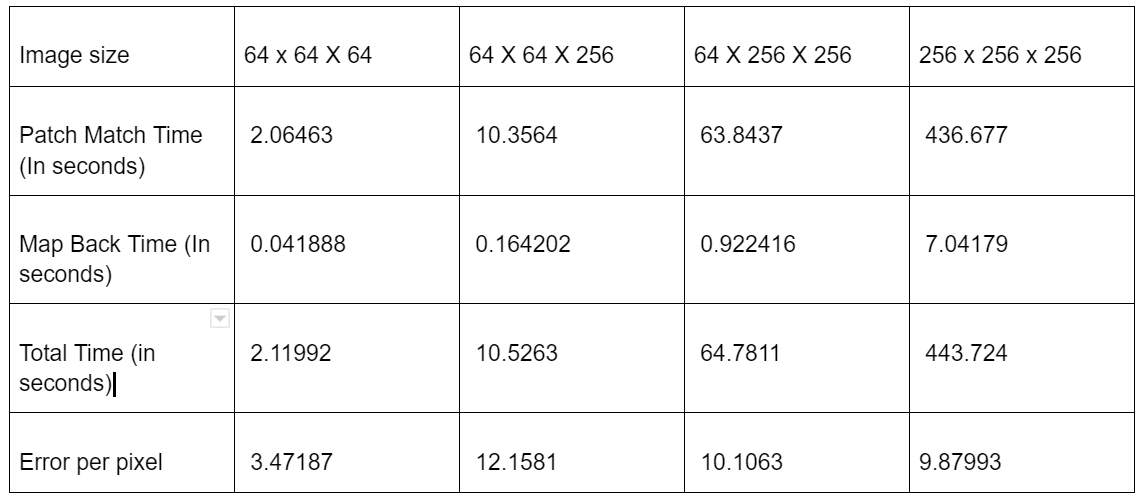 Image size 64 x 64 X 64 64 X 64 X 256 64 X 256 X 256 256 x 256 x 256
Patch Match Time 2.06463 10.3564 63.8437 436.677
(In seconds)
Map Back Time (In 0.041888 0.164202 0.922416 7.04179
seconds)
Total Time (in 2.11992 10.5263 64.7811 443.724
seconds)
Error per pixel 3.47187 12.1581 10.1063 9.87993